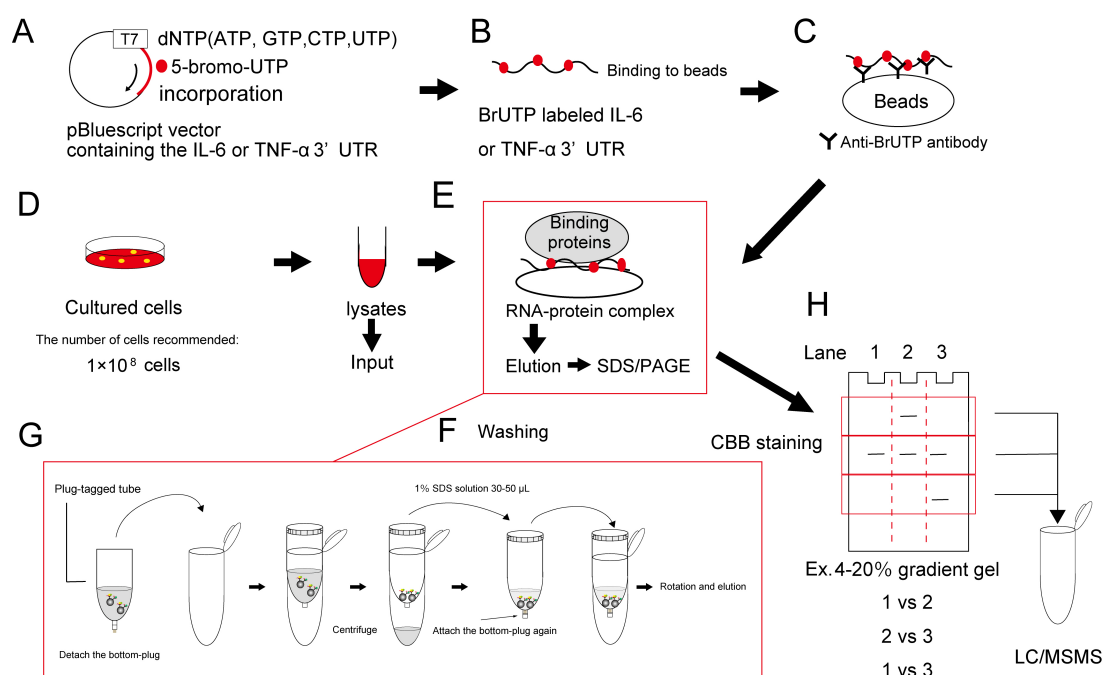 A
T7
dNTP(ATP, GTP,CTP,UTP)
5-bromo-UTP
incorporation
pBluescript vector
containing the IL-6 or TNF-α 3’ UTR
B
Binding to beads
BrUTP labeled IL-6
or TNF-α 3’ UTR
C
Beads
Anti-BrUTP antibody
D
Cultured cells
The number of cells recommended:
1×10⁸ cells
lysates
Input
E
Binding
proteins
RNA-protein complex
Elution
SDS/PAGE
F
Washing
G
Plug-tagged tube
Detach the bottom-plug
Centrifuge
1% SDS solution 30-50 μL
Attach the bottom-plug again
Rotation and elution
H
Lane 1 2 3
CBB staining
Ex.4-20% gradient gel
1 vs 2
2 vs 3
1 vs 3
LC/MSMS